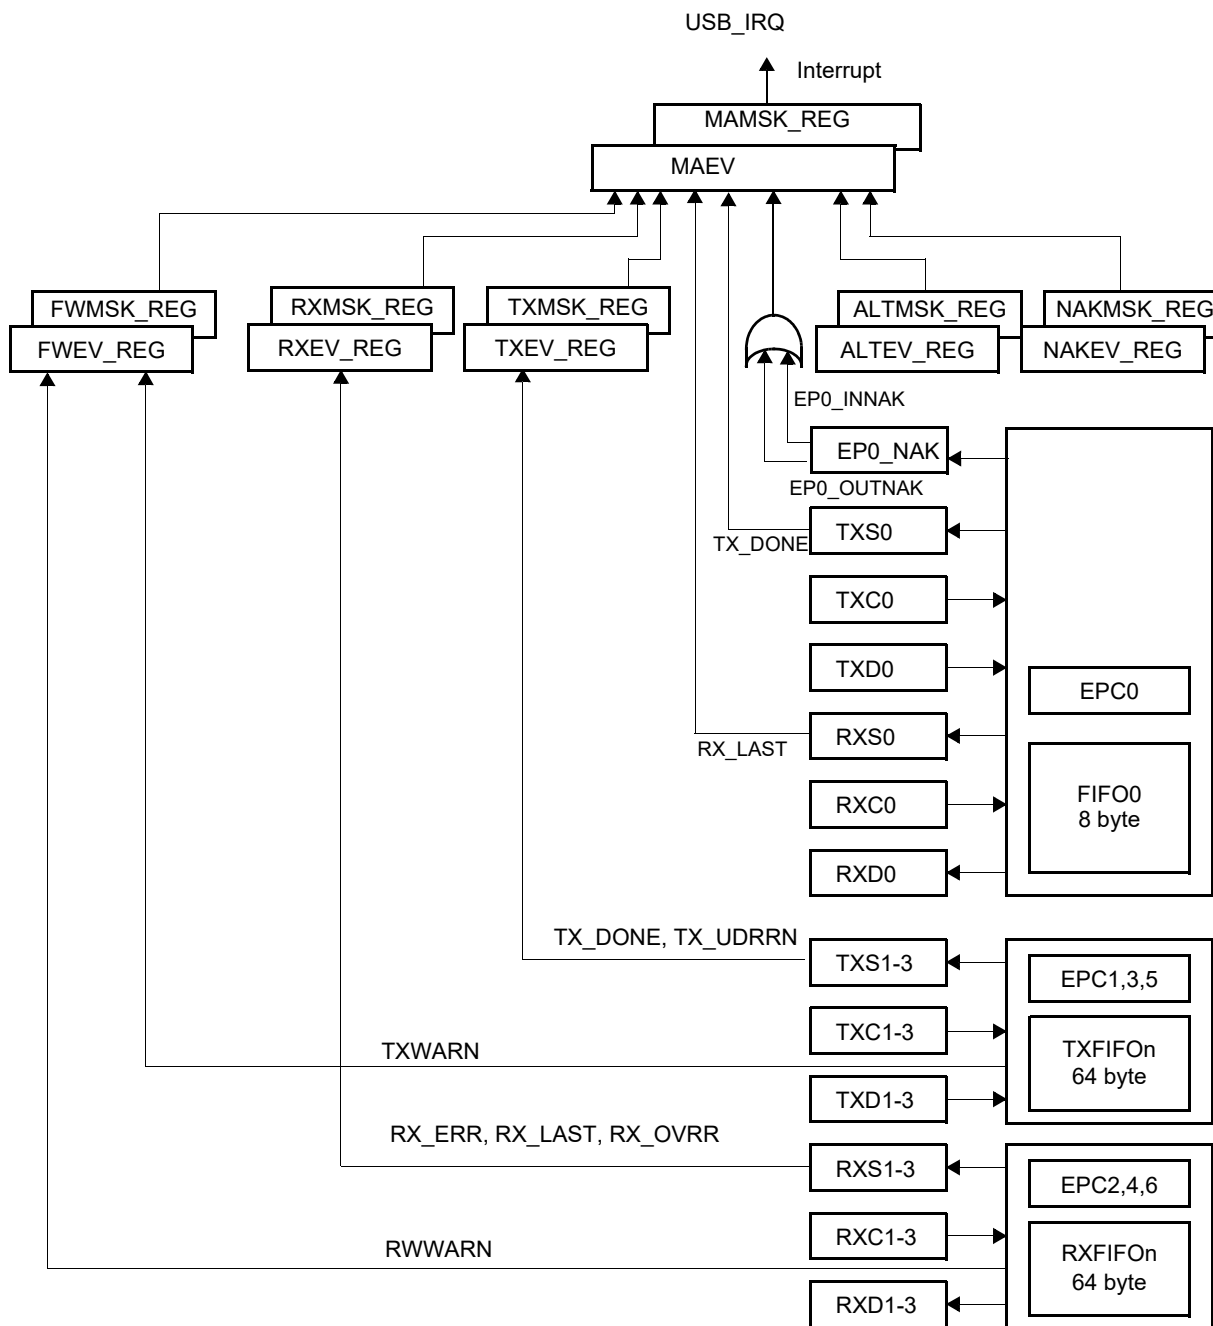 USB_IRQ
Interrupt
MAMSK_REG
MAEV
FWMSK_REG
RXMSK_REG
TXMSK_REG
ALTMSK_REG
NAKMSK_REG
FWEV_REG
RXEV_REG
TXEV_REG
ALTEV_REG
NAKEV_REG
EP0_INNAK
EP0_NAK
EP0_OUTNAK
TXS0
TX_DONE
TXC0
TXD0
EPC0
RXS0
RX_LAST
FIFO0
8 byte
RXC0
RXD0
TX_DONE, TX_UDRRN
TXS1-3
EPC1,3,5
TXC1-3
TXFIFOn
64 byte
TXWARN
TXD1-3
RX_ERR, RX_LAST, RX_OVRR
RXS1-3
EPC2,4,6
RXC1-3
RWWARN
RXFIFOn
64 byte
RXD1-3